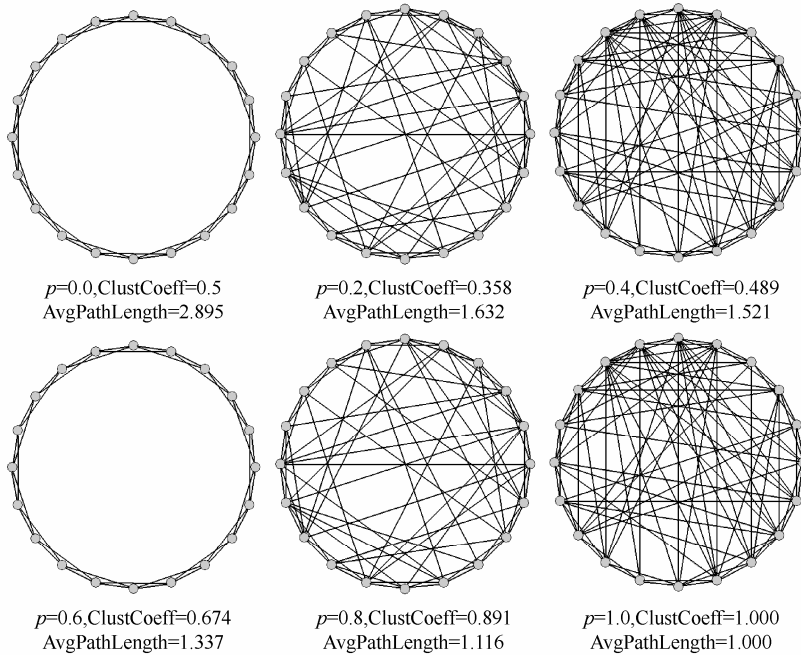 p=0.0,ClustCoeff=0.5
AvgPathLength=2.895
p=0.2,ClustCoeff=0.358
AvgPathLength=1.632
p=0.4,ClustCoeff=0.489
AvgPathLength=1.521
p=0.6,ClustCoeff=0.674
AvgPathLength=1.337
p=0.8,ClustCoeff=0.891
AvgPathLength=1.116
p=1.0,ClustCoeff=1.000
AvgPathLength=1.000